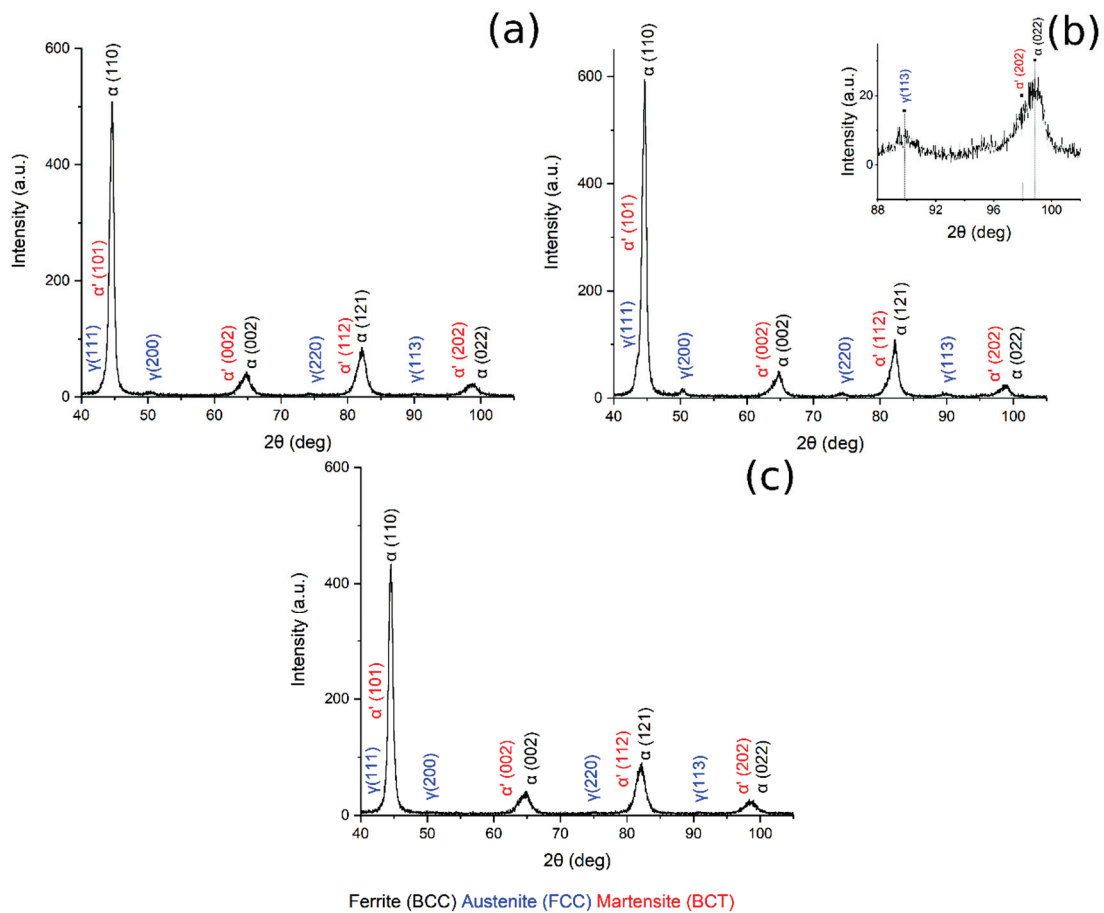 (a)
600
400
200
0
Intensity (a.u.)
γ(111)
α' (101)
α (110)
γ(200)
α' (002)
α (002)
γ(220)
α' (112)
α (121)
γ(113)
α' (202)
α (022)
40 50 60 70 80 90 100
2θ (deg)
(b)
600
400
200
0
Intensity (a.u.)
γ(111)
α' (101)
α (110)
γ(200)
α' (002)
α (002)
γ(220)
α' (112)
α (121)
γ(113)
α' (202)
α (022)
40 50 60 70 80 90 100
2θ (deg)
20
0
Intensity (a.u.)
γ(113)
α' (202)
α (022)
88 92 96 100
2θ (deg)
(c)
600
400
200
0
Intensity (a.u.)
γ(111)
α' (101)
α (110)
γ(200)
α' (002)
α (002)
γ(220)
α' (112)
α (121)
γ(113)
α' (202)
α (022)
40 50 60 70 80 90 100
2θ (deg)
Ferrite (BCC) Austenite (FCC) Martensite (BCT)